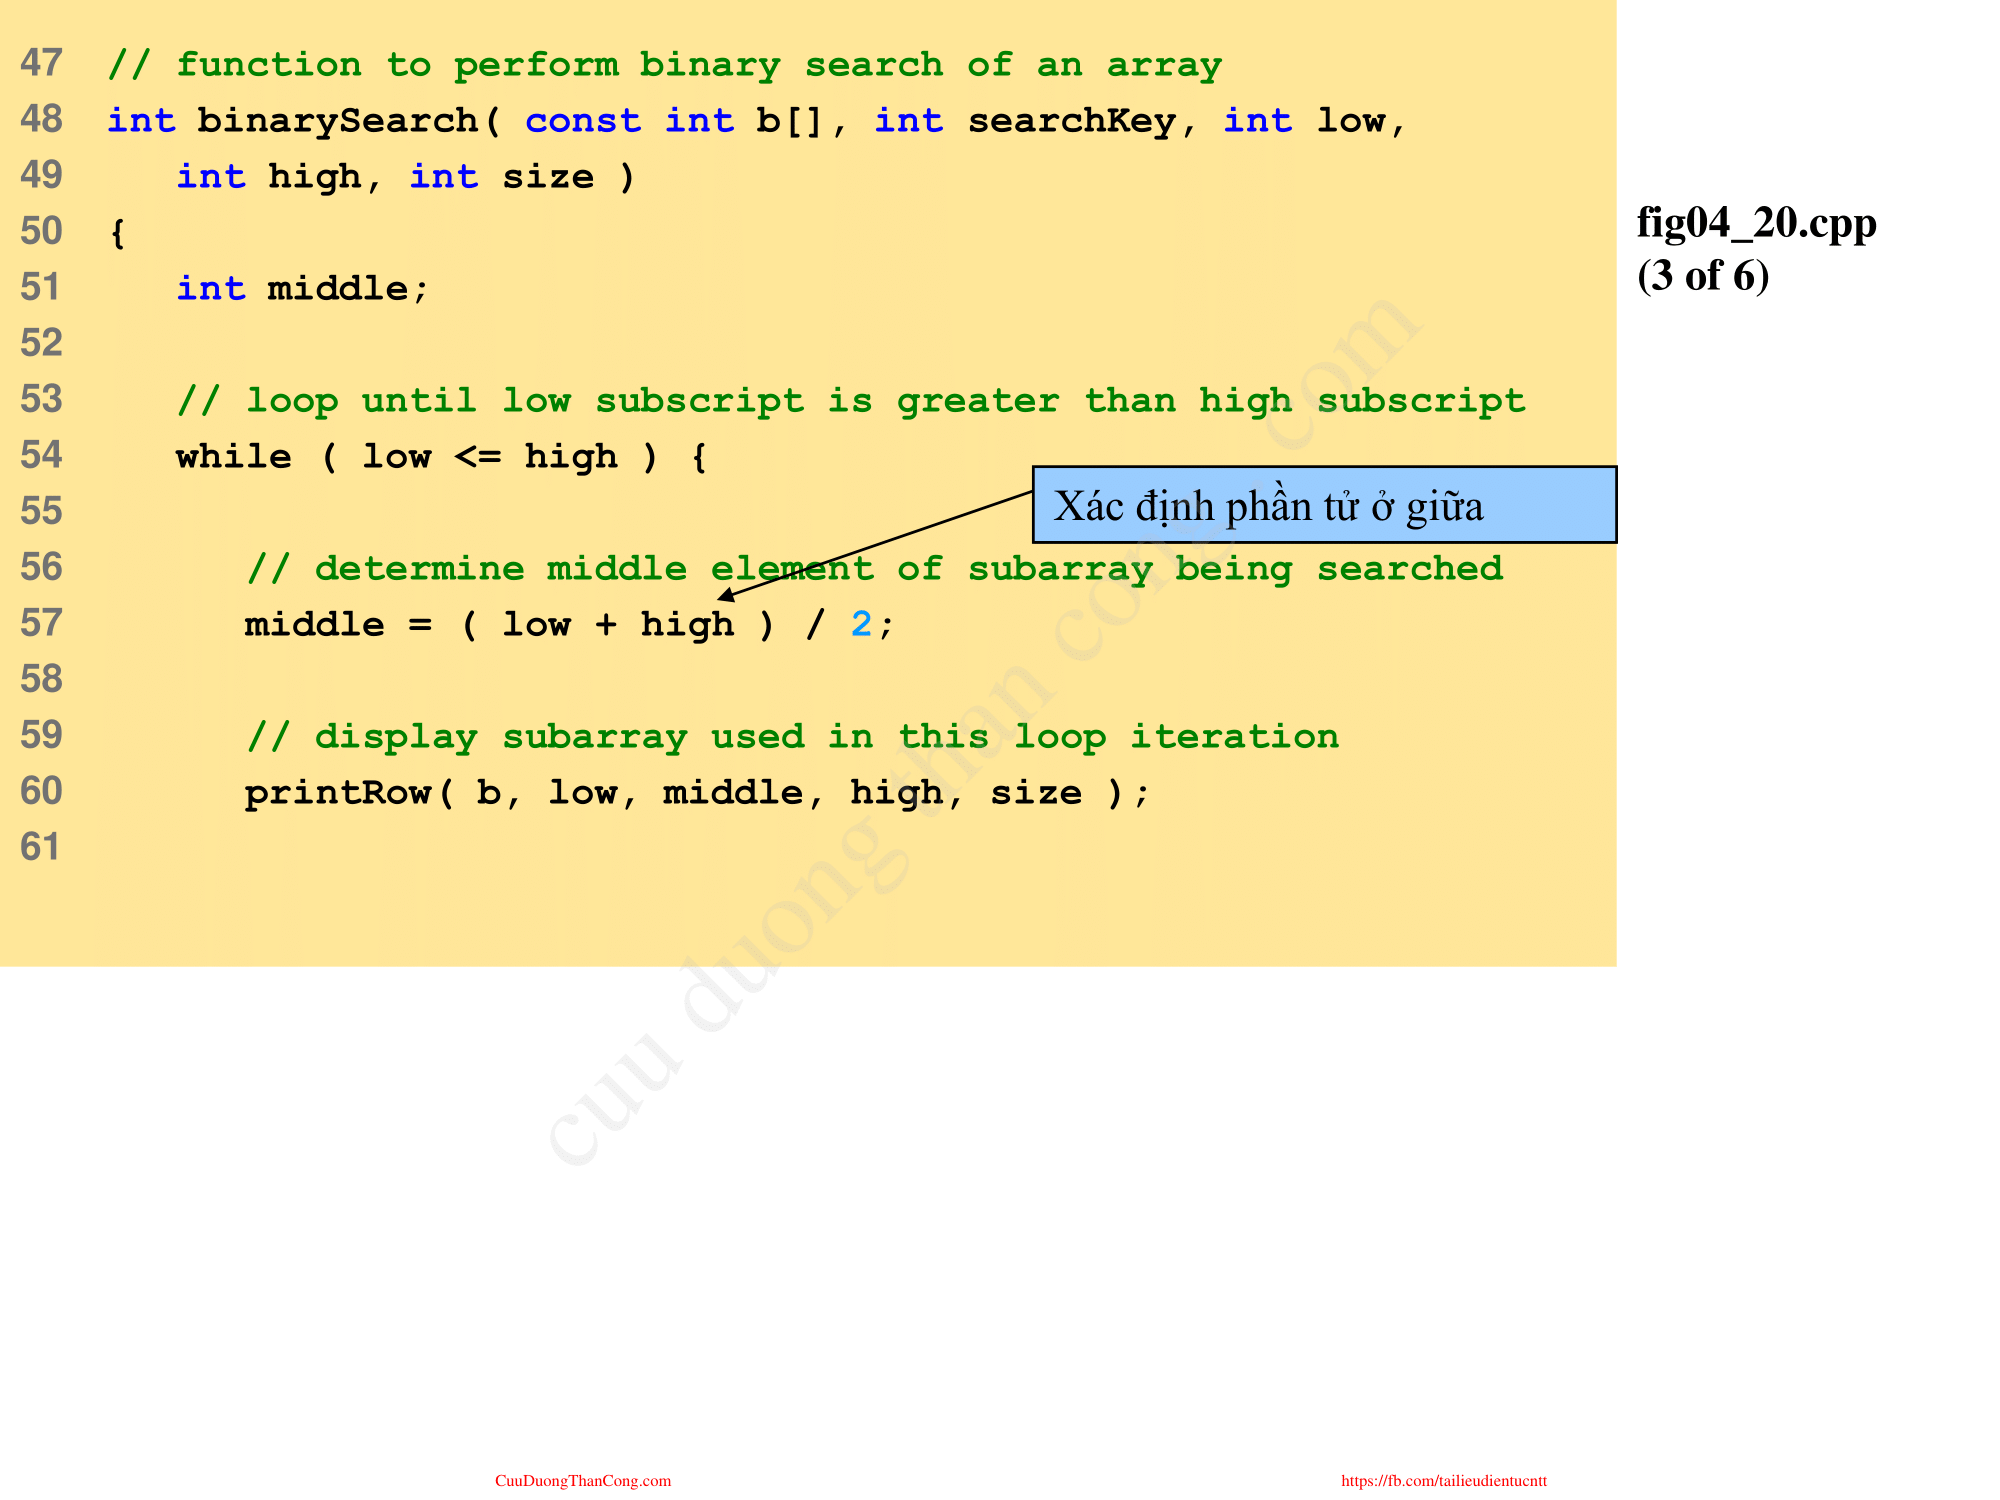 47 // function to perform binary search of an array
48 int binarySearch( const int b[], int searchKey, int low,
49    int high, int size )
50 {
51    int middle;
52
53    // loop until low subscript is greater than high subscript
54    while ( low <= high ) {
55
56       // determine middle element of subarray being searched
57       middle = ( low + high ) / 2;
58
59       // display subarray used in this loop iteration
60       printRow( b, low, middle, high, size );
61
Xác định phần tử ở giữa
fig04_20.cpp
(3 of 6)
cuu duong than cong . com
CuuDuongThanCong.com
https://fb.com/tailieudientucntt